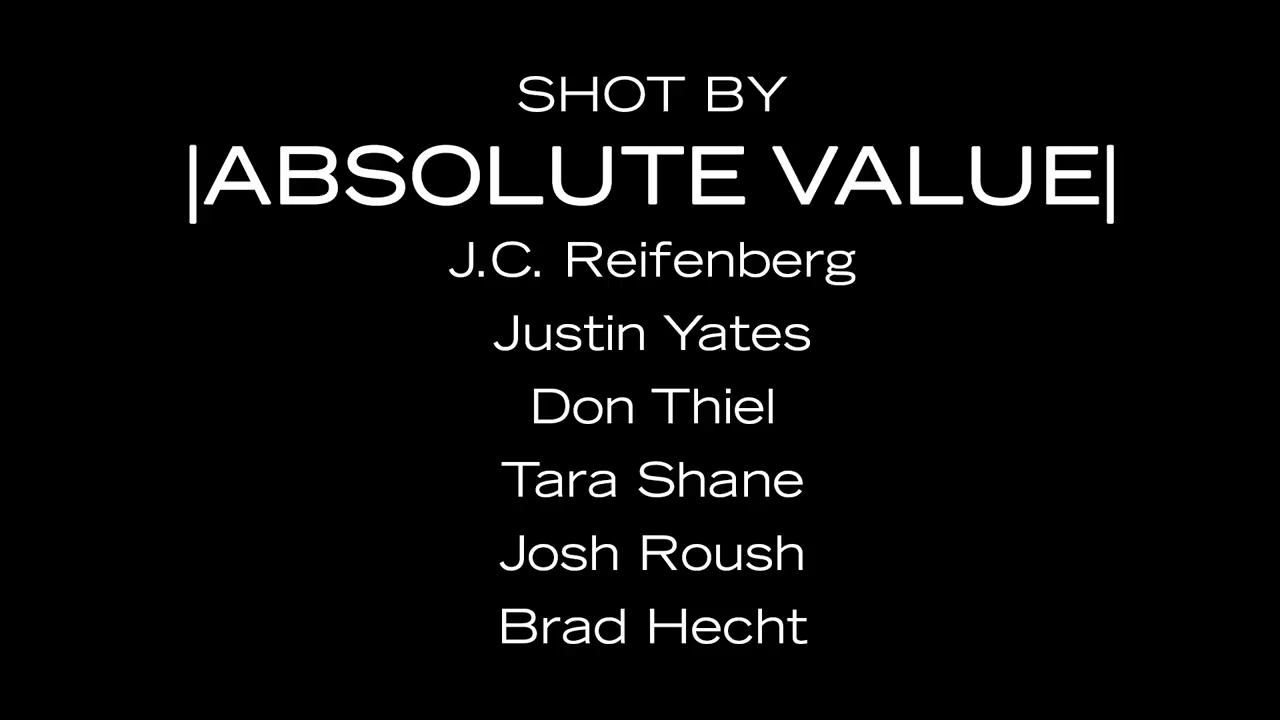 SHOT BY
|ABSOLUTE VALUE|
J.C. Reifenberg
Justin Yates
Don Thiel
Tara Shane
Josh Roush
Brad Hecht